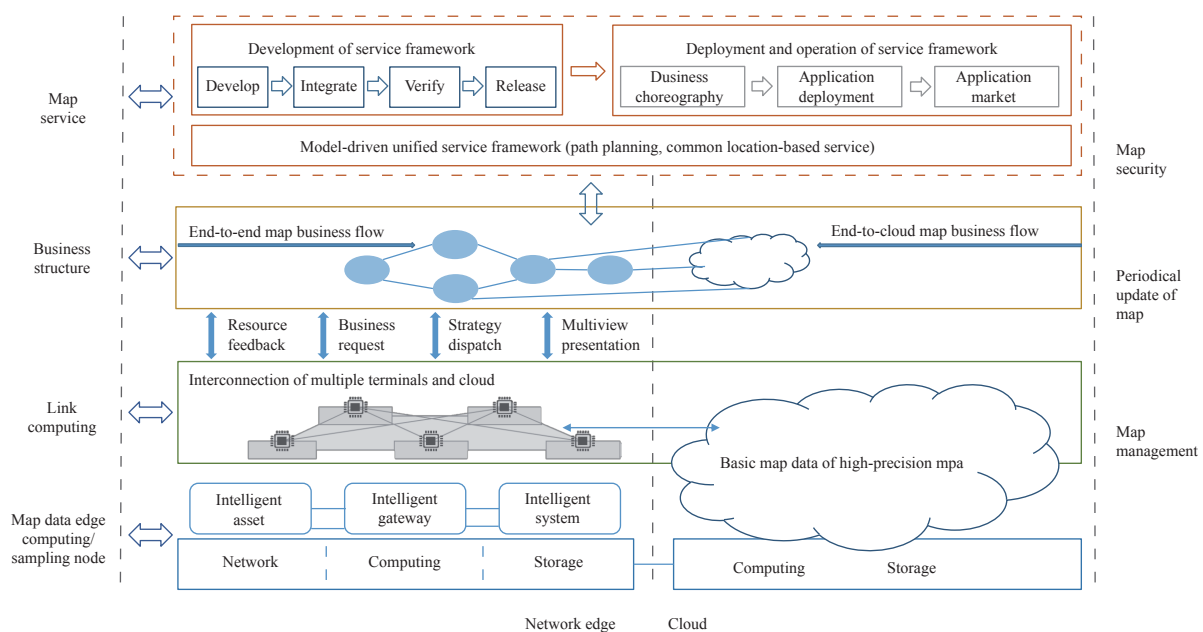 Development of service framework
Deployment and operation of service framework
Develop
Integrate
Verify
Release
Dusiness
choreography
Application
deployment
Application
market
Map
service
Model-driven unified service framework (path planning, common location-based service)
Map
security
End-to-end map business flow
End-to-cloud map business flow
Business
structure
Periodical
update of
map
Resource
feedback
Business
request
Strategy
dispatch
Multiview
presentation
Interconnection of multiple terminals and cloud
Link
computing
Basic map data of high-precision mpa
Map
management
Intelligent
asset
Intelligent
gateway
Intelligent
system
Map data edge
computing/
sampling node
Network
Computing
Storage
Computing
Storage
Network edge
Cloud